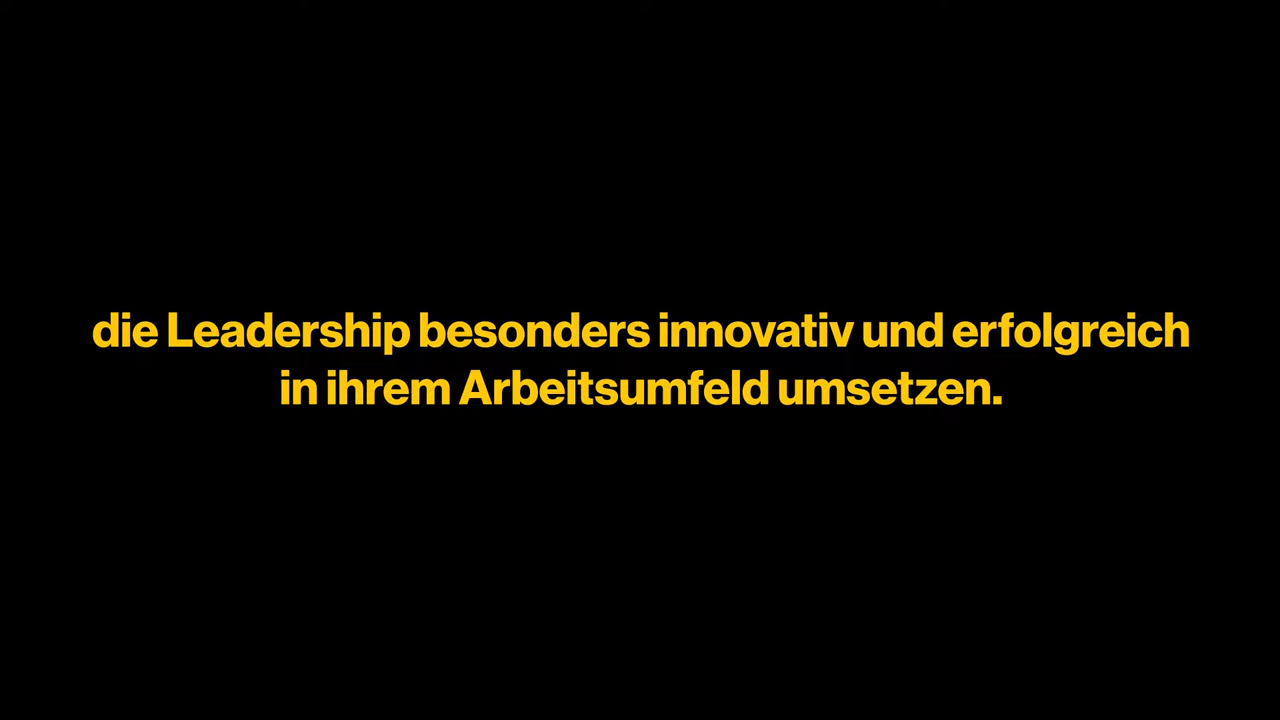 die Leadership besonders innovativ und erfolgreich
in ihrem Arbeitsumfeld umsetzen.